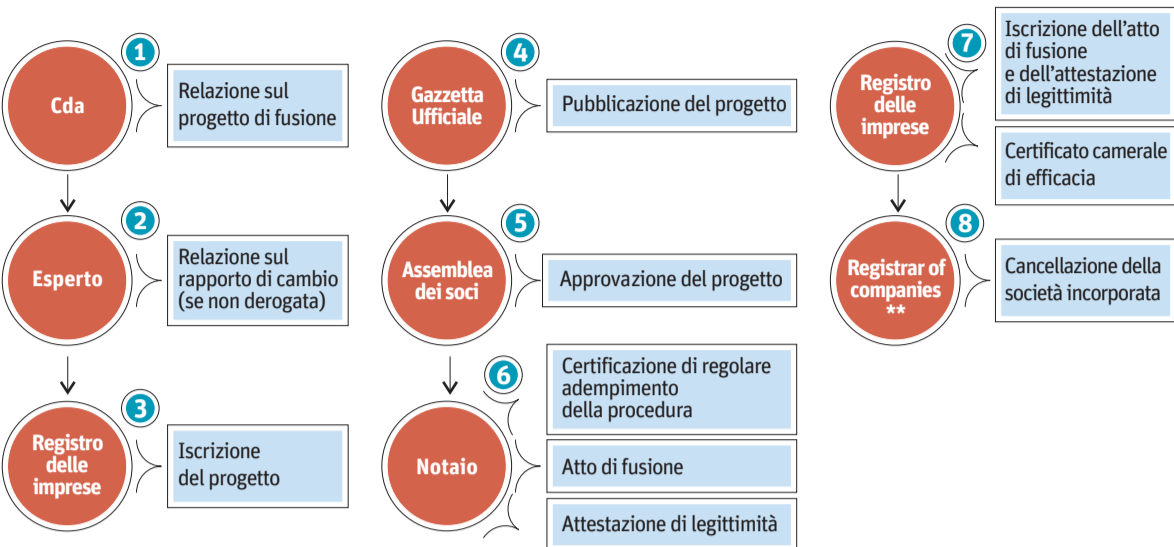 1
Cda
Relazione sul
progetto di fusione
2
Esperto
Relazione sul
rapporto di cambio
(se non derogata)
3
Registro
delle
imprese
Iscrizione
del progetto
4
Gazzetta
Ufficiale
Pubblicazione del progetto
5
Assemblea
dei soci
Approvazione del progetto
6
Notaio
Certificazione di regolare
adempimento
della procedura
Atto di fusione
Attestazione di legittimità
7
Registro
delle
imprese
Iscrizione dell'atto
di fusione
e dell'attestazione
di legittimità
Certificato camerale
di efficacia
8
Registrar of
companies
**
Cancellazione della
società incorporata